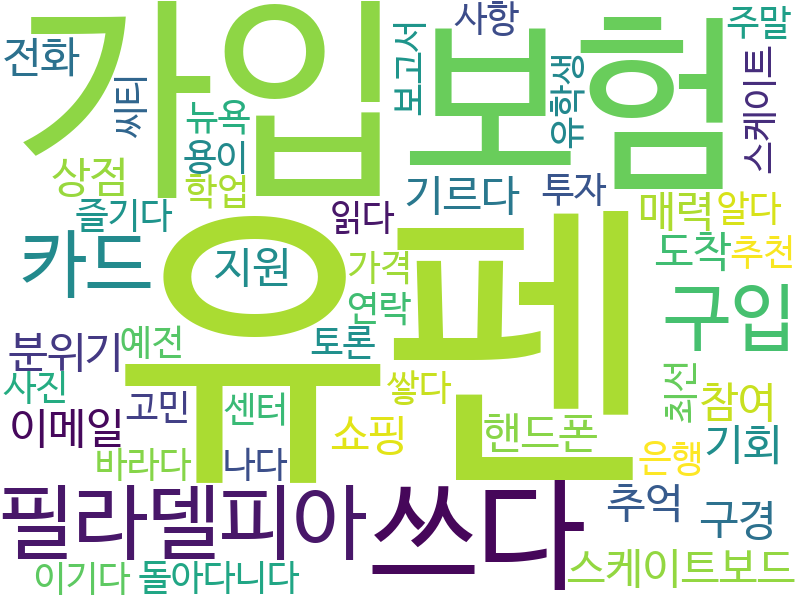 가입
보험
전화
씨티
뉴욕
용이
상점
학업
즐기다
읽다
기르다
보고서
사항
유학생
투자
주말
스케이트
매력
알다
도착
추천
카드
지원
유펜
가격
연락
구입
분위기
예전
토론
사진
고민
센터
이메일
쌓다
쇼핑
바라다
나다
핸드폰
최선
참여
기회
은행
필라델피아
쓰다
추억
구경
이기다
돌아다니다
스케이트보드